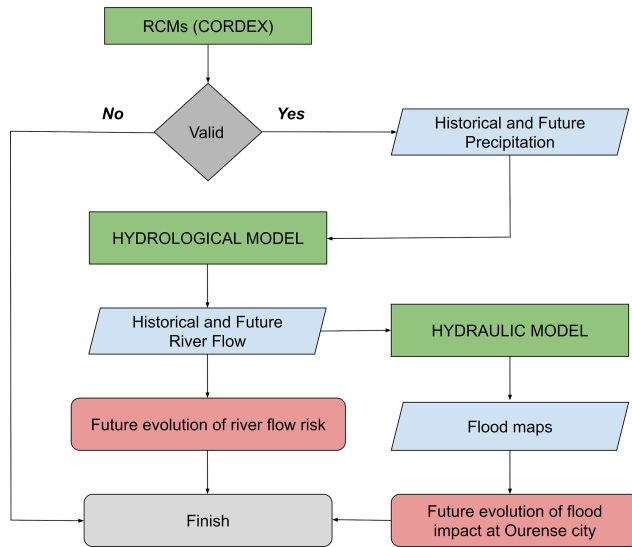 RCMs (CORDEX)
No
Valid
Yes
Historical and Future
Precipitation
HYDROLOGICAL MODEL
Historical and Future
River Flow
HYDRAULIC MODEL
Future evolution of river flow risk
Flood maps
Finish
Future evolution of flood
impact at Ourense city